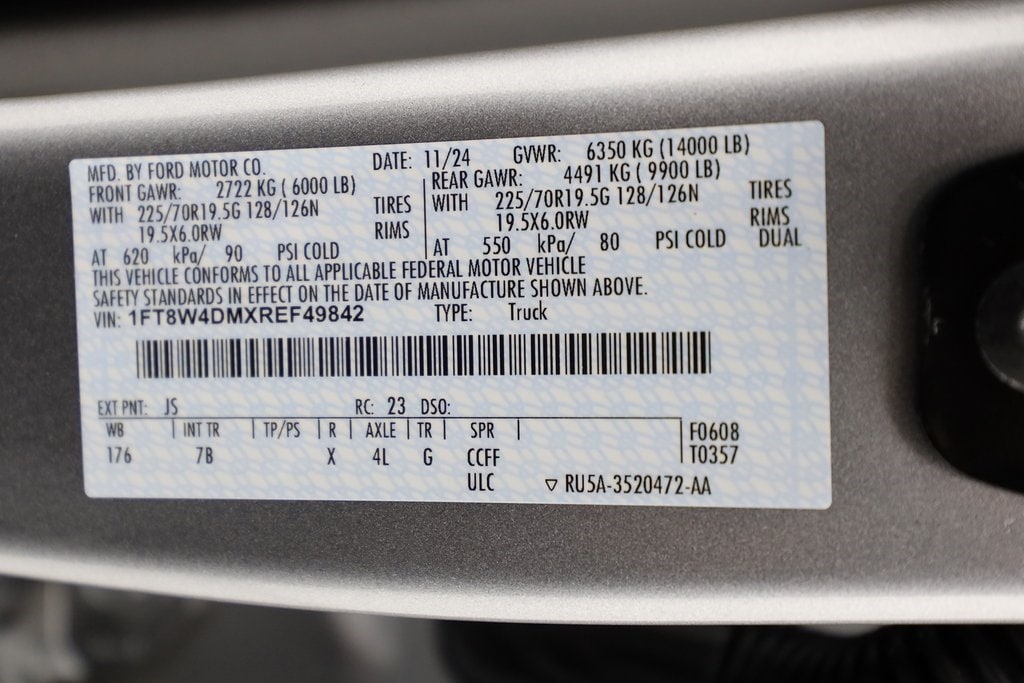 MFD. BY FORD MOTOR CO. DATE: 11/24 GVWR: 6350 KG (14000 LB)
FRONT GAWR: 2722 KG ( 6000 LB) REAR GAWR: 4491 KG ( 9900 LB)
WITH 225/70R19.5G 128/126N TIRES WITH 225/70R19.5G 128/126N TIRES
19.5X6.0RW RIMS 19.5X6.0RW RIMS
AT 620 kPa/ 90 PSI COLD AT 550 kPa/ 80 PSI COLD DUAL
THIS VEHICLE CONFORMS TO ALL APPLICABLE FEDERAL MOTOR VEHICLE
SAFETY STANDARDS IN EFFECT ON THE DATE OF MANUFACTURE SHOWN ABOVE.
VIN: 1FT8W4DMXREF49842 TYPE: Truck
EXT PNT: JS RC: 23 DSO:
WB INT TR TP/PS R AXLE TR SPR F0608
176 7B X 4L G CCFF T0357
ULC ▽ RU5A-3520472-AA